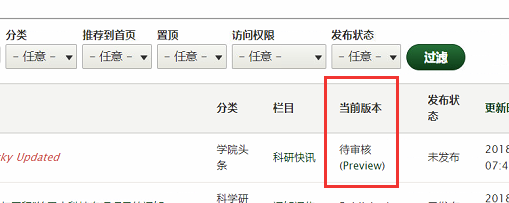 分类 推荐到首页 置顶 访问权限 发布状态
- 任意 - - 任意 - - 任意 - - 任意 - - 任意 - 过滤
分类 栏目 当前版本 发布状
态 更新
学院头
条
cky Updated 科研快讯 待审核
(Preview) 未发布 2018
07:4
科学研
2018